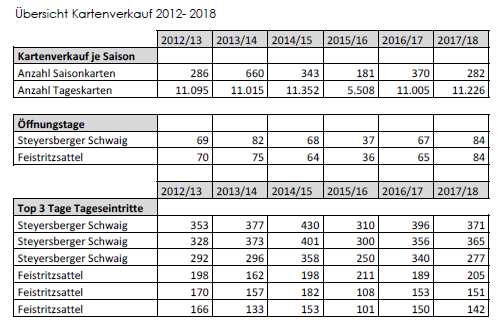 Übersicht Kartenverkauf 2012- 2018
2012/13 2013/14 2014/15 2015/16 2016/17 2017/18
Kartenverkauf je Saison
Anzahl Saisonkarten 286 660 343 181 370 282
Anzahl Tageskarten 11.095 11.015 11.352 5.508 11.005 11.226
Öffnungstage
Steyersberger Schwaig 69 82 68 37 67 84
Feistritzsattel 70 75 64 36 65 84
2012/13 2013/14 2014/15 2015/16 2016/17 2017/18
Top 3 Tage Tageseintritte
Steyersberger Schwaig 353 377 430 310 396 371
Steyersberger Schwaig 328 373 401 300 356 365
Steyersberger Schwaig 292 296 358 250 340 277
Feistritzsattel 198 162 198 211 189 205
Feistritzsattel 170 157 182 108 153 151
Feistritzsattel 166 133 153 101 150 142